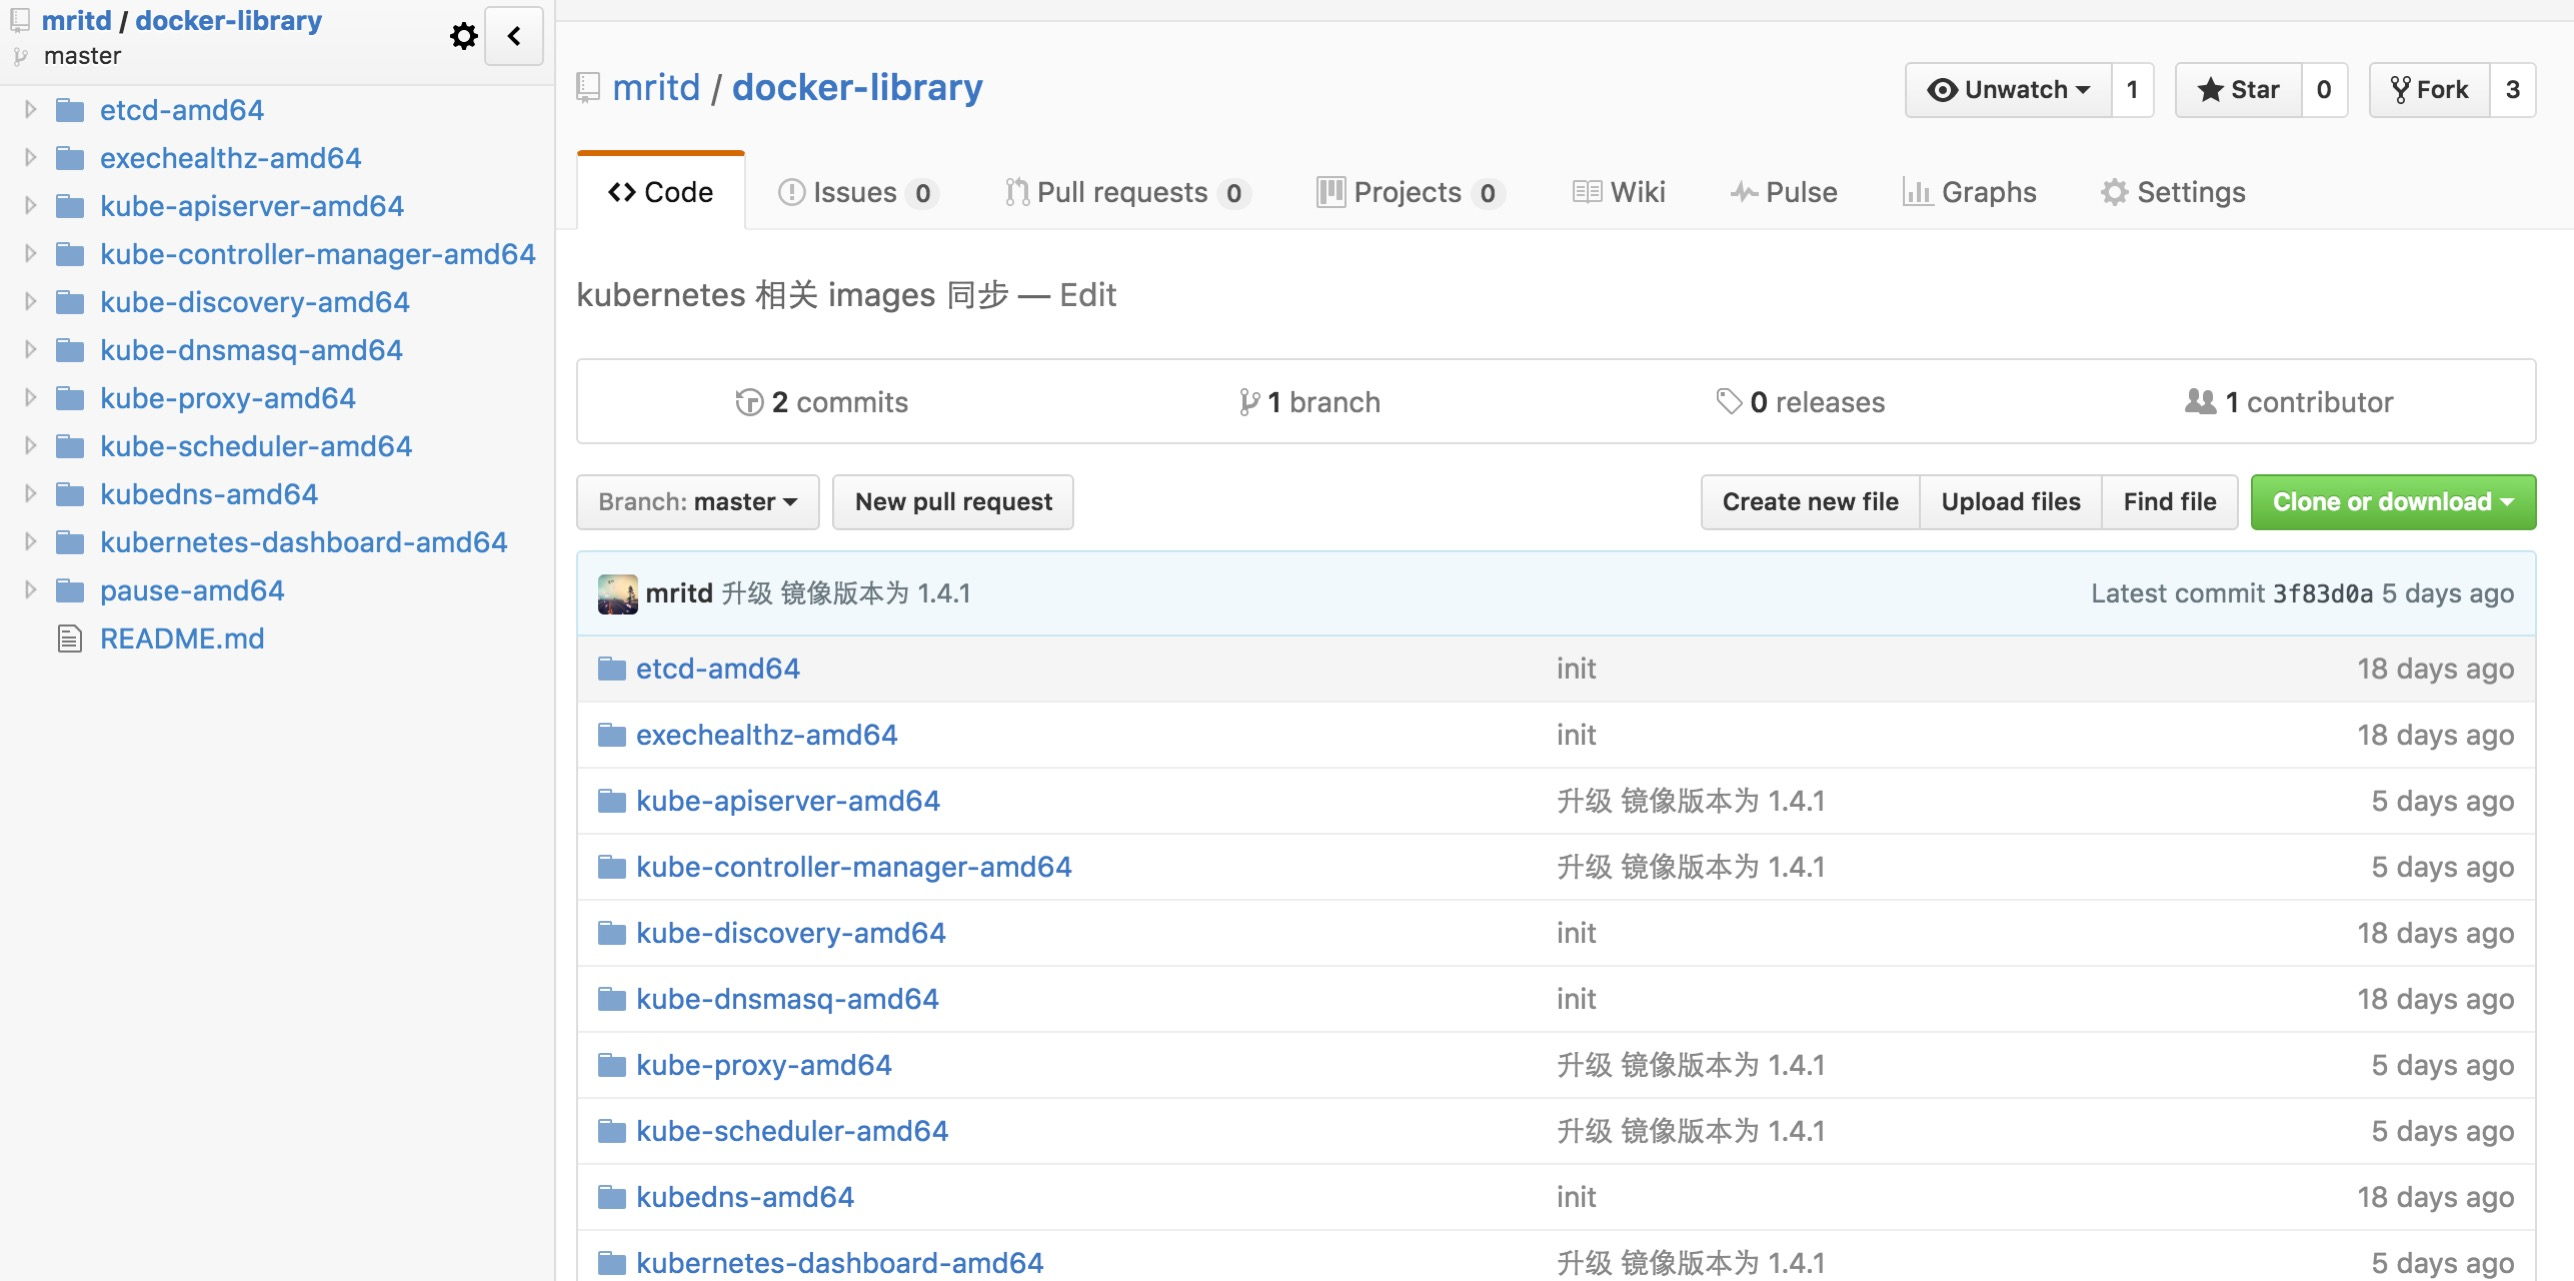 mritd / docker-library
master
etcd-amd64
exechealthz-amd64
kube-apiserver-amd64
kube-controller-manager-amd64
kube-discovery-amd64
kube-dnsmasq-amd64
kube-proxy-amd64
kube-scheduler-amd64
kubedns-amd64
kubernetes-dashboard-amd64
pause-amd64
README.md
mritd / docker-library
Unwatch 1 Star 0 Fork 3
Code Issues 0 Pull requests 0 Projects 0 Wiki Pulse Graphs Settings
kubernetes 相关 images 同步 — Edit
2 commits 1 branch 0 releases 1 contributor
Branch: master New pull request Create new file Upload files Find file Clone or download
mritd 升级 镜像版本为 1.4.1 Latest commit 3f83d0a 5 days ago
etcd-amd64 init 18 days ago
exechealthz-amd64 init 18 days ago
kube-apiserver-amd64 升级 镜像版本为 1.4.1 5 days ago
kube-controller-manager-amd64 升级 镜像版本为 1.4.1 5 days ago
kube-discovery-amd64 init 18 days ago
kube-dnsmasq-amd64 init 18 days ago
kube-proxy-amd64 升级 镜像版本为 1.4.1 5 days ago
kube-scheduler-amd64 升级 镜像版本为 1.4.1 5 days ago
kubedns-amd64 init 18 days ago
kubernetes-dashboard-amd64 升级 镜像版本为 1.4.1 5 days ago